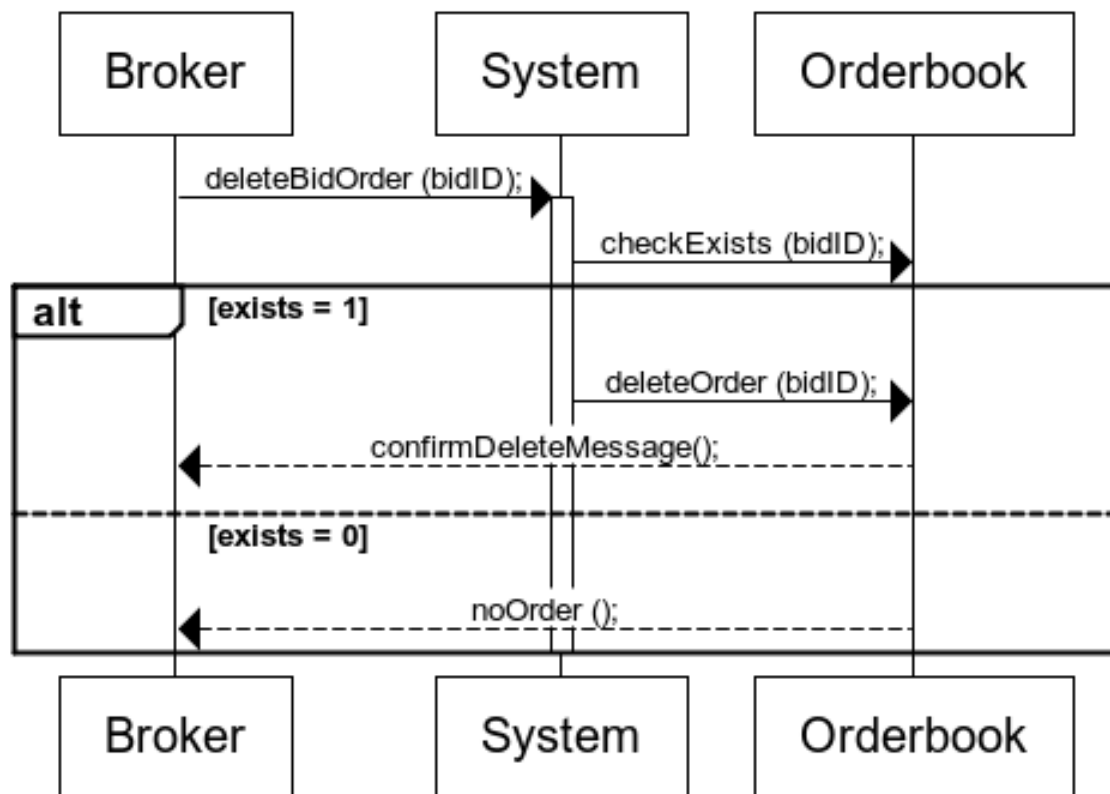 Broker System Orderbook
deleteBidOrder (bidID);
checkExists (bidID);
alt [exists = 1]
deleteOrder (bidID);
confirmDeleteMessage();
[exists = 0]
noOrder ();
Broker System Orderbook